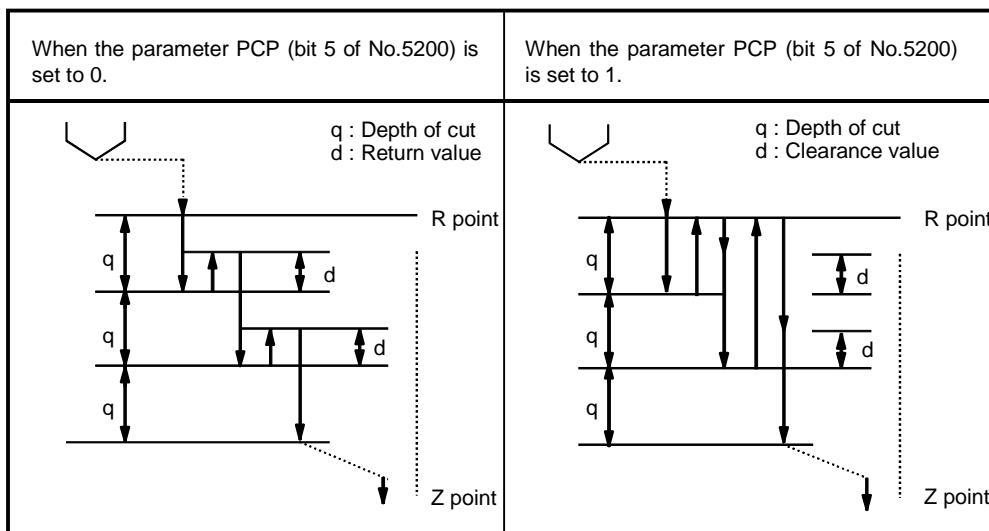 When the parameter PCP (bit 5 of No.5200) is
set to 0.
When the parameter PCP (bit 5 of No.5200)
is set to 1.
q : Depth of cut
d : Return value
R point
q
d
q
d
q
Z point
q : Depth of cut
d : Clearance value
R point
q
d
q
d
q
Z point